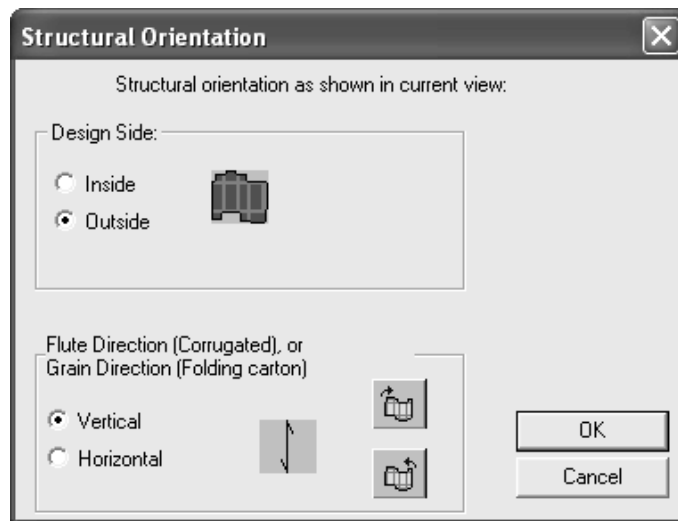 Structural Orientation
Structural orientation as shown in current view:
Design Side:
Inside
Outside
Flute Direction (Corrugated), or
Grain Direction (Folding carton)
Vertical
Horizontal
OK
Cancel